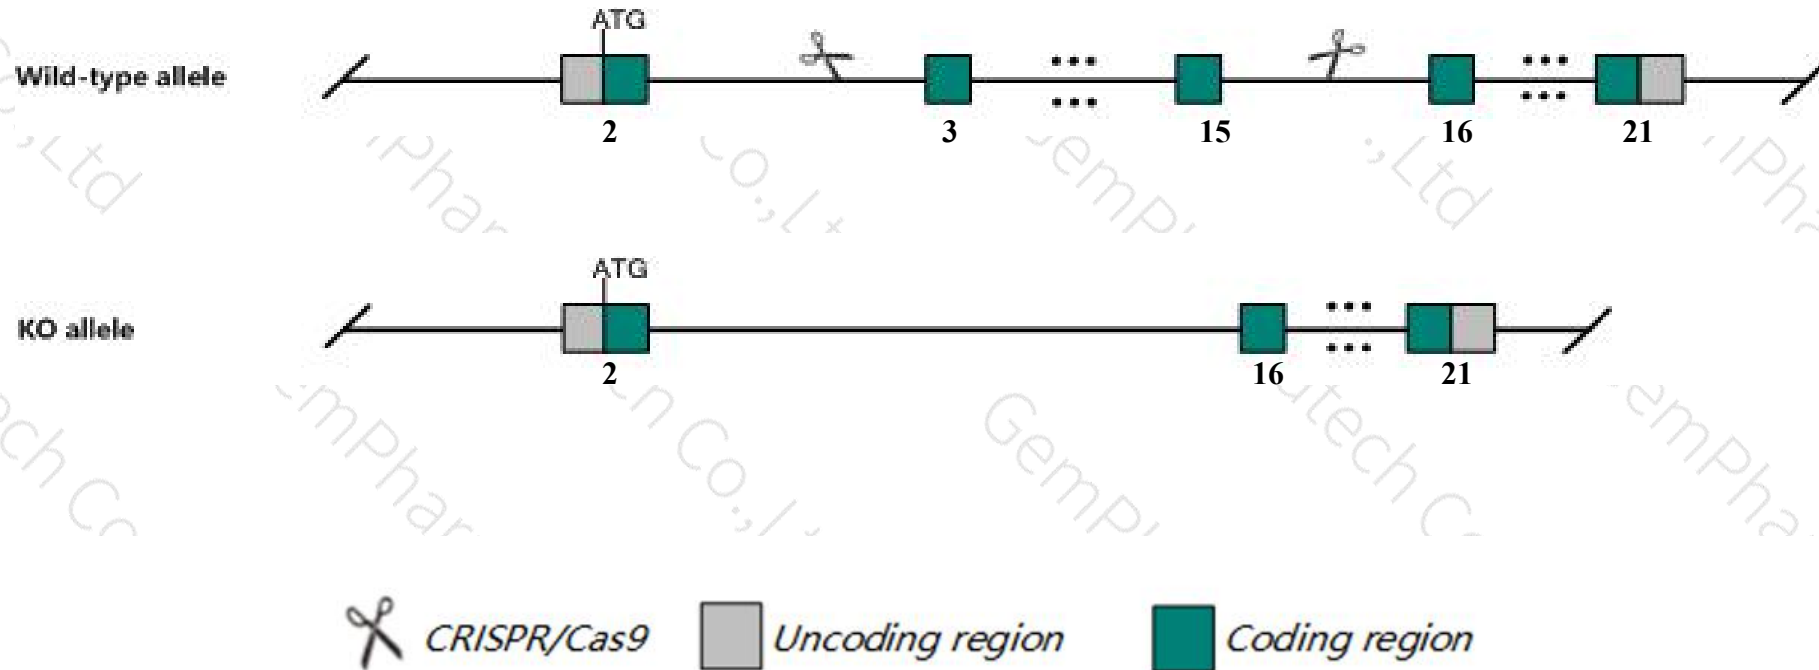 ATG
Wild-type allele
2 3 15 16 21
ATG
KO allele
2 16 21
GemPh
CRISPR/Cas9 Uncoding region Coding region